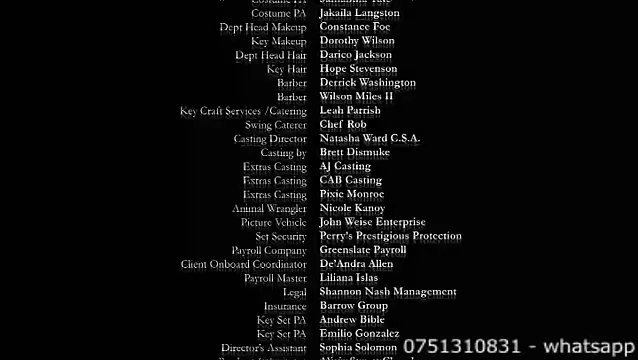 Costume PA Jakaila Langston
Dept Head Makeup Constance Foe
Key Makeup Dorothy Wilson
Dept Head Hair Darico Jackson
Key Hair Hope Stevenson
Barber Derrick Washington
Barber Wilson Miles II
Key Craft Services /Catering Leah Parrish
Swing Caterer Chef Rob
Casting Director Natasha Ward C.S.A.
Casting by Brett Dismuke
Extras Casting AJ Casting
Extras Casting CAB Casting
Extras Casting Pixie Monroe
Animal Wrangler Nicole Kanoy
Picture Vehicle John Weise Enterprise
Set Security Perry's Prestigious Protection
Payroll Company Greenslate Payroll
Client Onboard Coordinator De'Andra Allen
Payroll Master Liliana Islas
Legal Shannon Nash Management
Insurance Barrow Group
Key Set PA Andrew Bible
Key Set PA Emilio Gonzalez
Director's Assistant Sophia Solomon
0751310831 - whatsapp